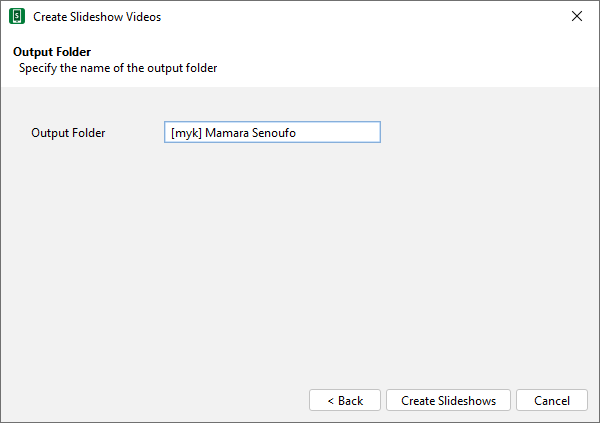 Create Slideshow Videos
Output Folder
Specify the name of the output folder
Output Folder
[myk] Mamara Senoufo
< Back
Create Slideshows
Cancel